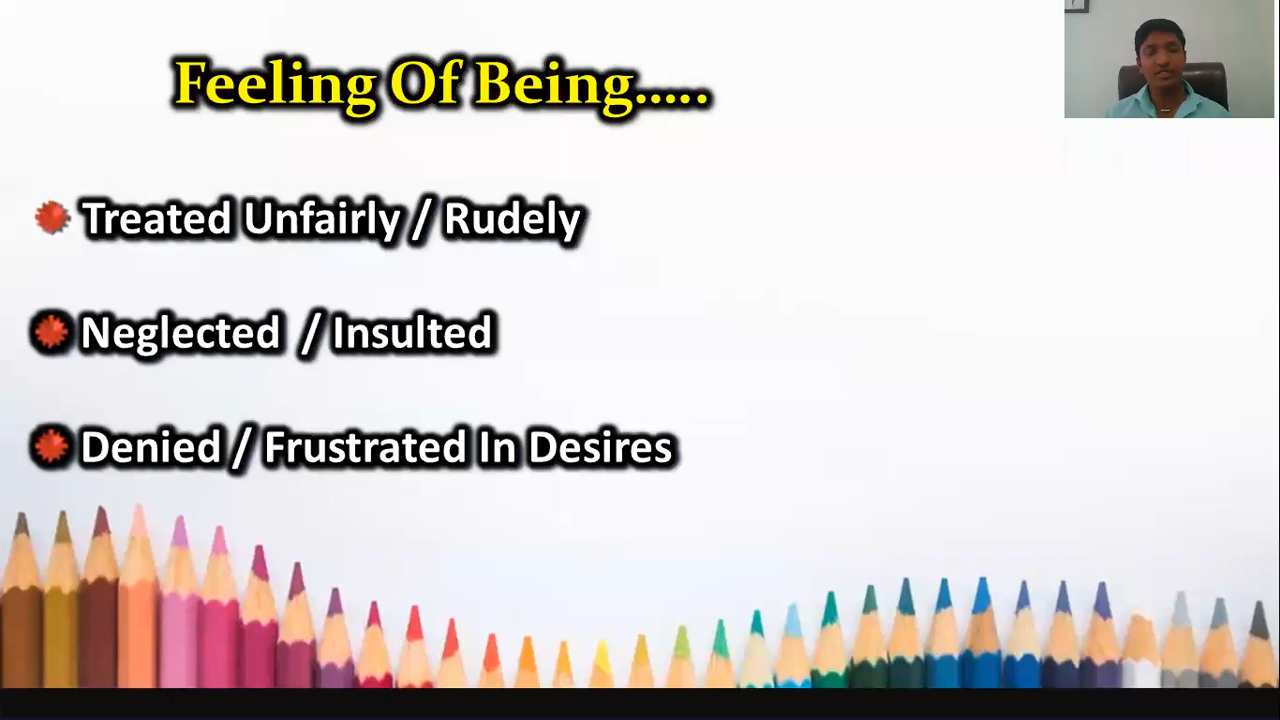 Feeling Of Being.....
Treated Unfairly / Rudely
Neglected / Insulted
Denied / Frustrated In Desires